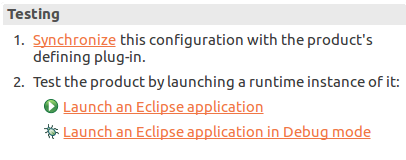 Testing
1. Synchronize this configuration with the product's
defining plug-in.
2. Test the product by launching a runtime instance of it:
Launch an Eclipse application
Launch an Eclipse application in Debug mode